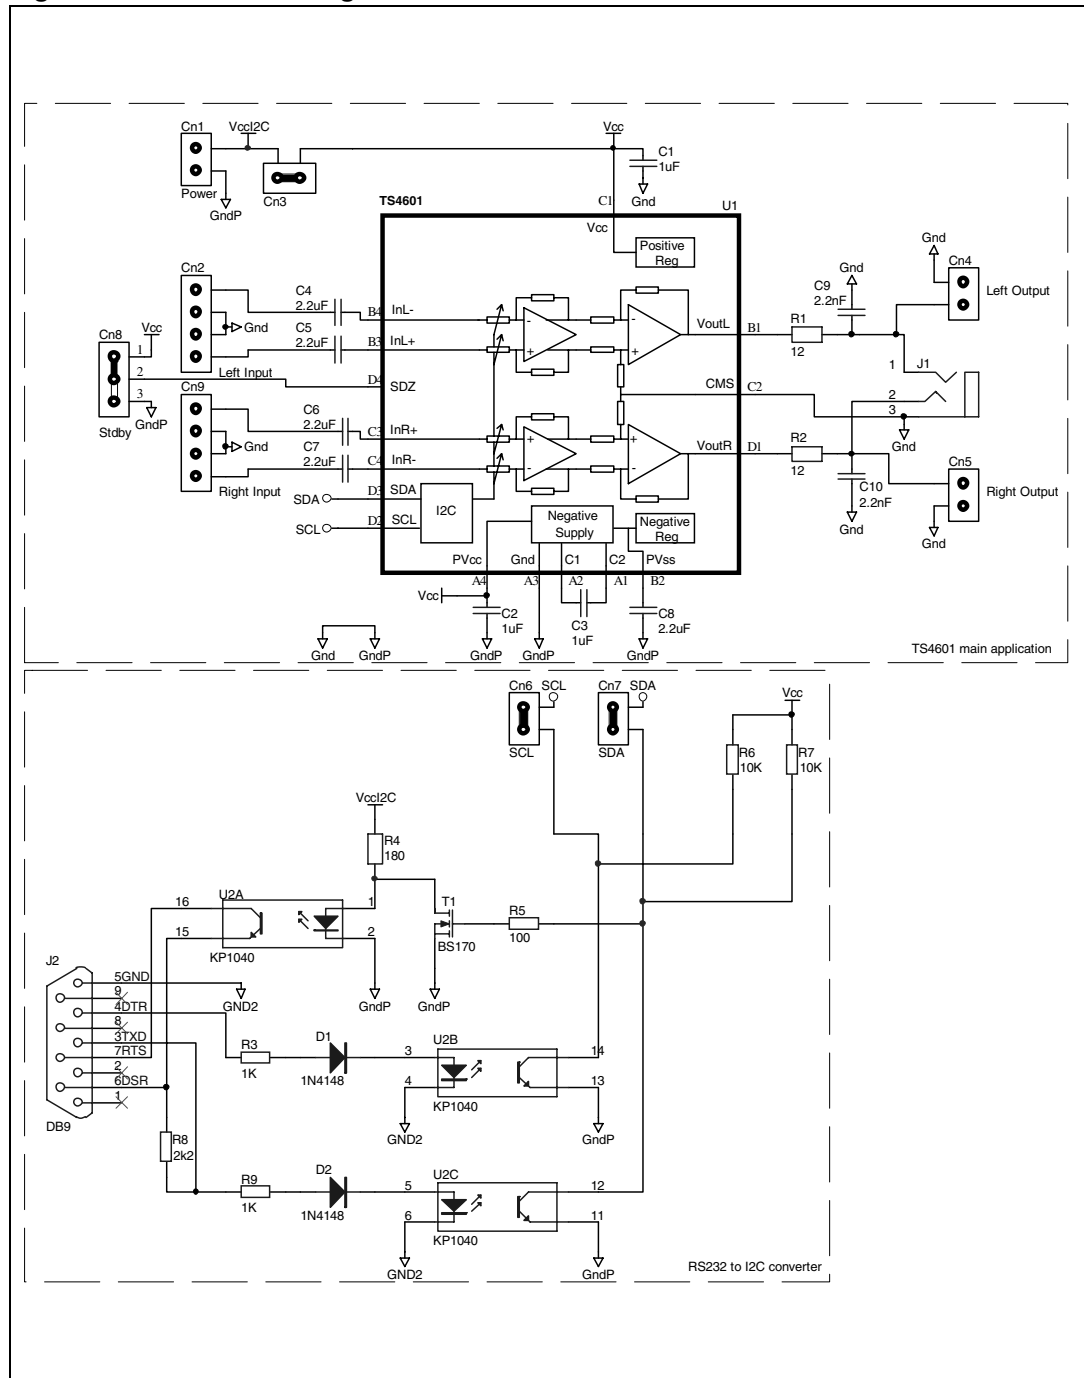 Cn1
VccI2C
Vcc
C1
1uF
Power
GndP
Cn3
Gnd
TS4601
C1
U1
Vcc
Positive
Reg
Cn2
C4
2.2uF
B4
InL-
Gnd
C5
2.2uF
B3
InL+
Cn8
Vcc
1
2
3
Left Input
D4
SDZ
GndP
Stdby
Cn9
C6
2.2uF
C3
InR+
Gnd
C7
2.2uF
C4
InR-
Right Input
SDA
D3
SDA
SCL
D2
SCL
I2C
Negative
Supply
Negative
Reg
PVcc
Gnd
C1
C2
PVss
A4
A3
A2
A1
B2
Vcc
C2
1uF
C3
1uF
C8
2.2uF
Gnd
GndP
GndP
GndP
GndP
VoutL
B1
R1
12
C9
2.2nF
Gnd
Gnd
Cn4
Left Output
CMS
C2
1
2
3
J1
Gnd
VoutR
D1
R2
12
C10
2.2nF
Gnd
Cn5
Right Output
Gnd
TS4601 main application
Cn6
SCL
SCL
Cn7
SDA
SDA
Vcc
R6
10K
R7
10K
VccI2C
R4
180
U2A
16
15
1
2
KP1040
T1
BS170
R5
100
GndP
GndP
J2
5GND
9
4DTR
8
3TXD
7RTS
2
6DSR
1
DB9
GND2
R3
1K
D1
1N4148
U2B
3
4
14
13
KP1040
GND2
GndP
R8
2k2
R9
1K
D2
1N4148
U2C
5
6
12
11
KP1040
GND2
GndP
RS232 to I2C converter